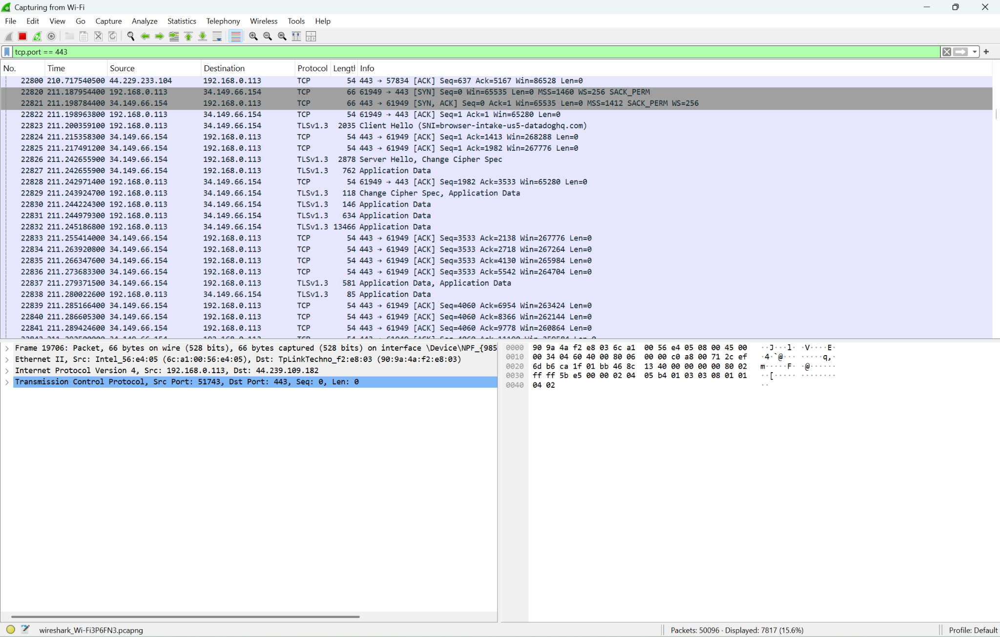 Capturing from Wi-Fi
File Edit View Go Capture Analyze Statistics Telephony Wireless Tools Help
tcp.port == 443
No. Time Source Destination Protocol Lengtl Info
22800 210.717540500 44.229.233.104 192.168.0.113 TCP 54 443 → 57834 [ACK] Seq=637 Ack=5167 Win=86528 Len=0
22820 211.187954400 192.168.0.113 34.149.66.154 TCP 66 61949 → 443 [SYN] Seq=0 Win=65535 Len=0 MSS=1460 WS=256 SACK_PERM
22821 211.198784400 34.149.66.154 192.168.0.113 TCP 66 443 → 61949 [SYN, ACK] Seq=0 Ack=1 Win=65535 Len=0 MSS=1412 SACK_PERM WS=256
22822 211.198963800 192.168.0.113 34.149.66.154 TCP 54 61949 → 443 [ACK] Seq=1 Ack=1 Win=65280 Len=0
22823 211.200359100 192.168.0.113 34.149.66.154 TLSv1.3 2035 Client Hello (SNI=browser-intake-us5-datadoghq.com)
22824 211.215358300 34.149.66.154 192.168.0.113 TCP 54 443 → 61949 [ACK] Seq=1 Ack=1413 Win=268288 Len=0
22825 211.217491200 34.149.66.154 192.168.0.113 TCP 54 443 → 61949 [ACK] Seq=1 Ack=1982 Win=267776 Len=0
22826 211.242655900 34.149.66.154 192.168.0.113 TLSv1.3 2878 Server Hello, Change Cipher Spec
22827 211.242655900 34.149.66.154 192.168.0.113 TLSv1.3 762 Application Data
22828 211.242971400 192.168.0.113 34.149.66.154 TCP 54 61949 → 443 [ACK] Seq=1982 Ack=3533 Win=65280 Len=0
22829 211.243924700 192.168.0.113 34.149.66.154 TLSv1.3 118 Change Cipher Spec, Application Data
22830 211.244224300 192.168.0.113 34.149.66.154 TLSv1.3 146 Application Data
22831 211.244979300 192.168.0.113 34.149.66.154 TLSv1.3 634 Application Data
22832 211.245186800 192.168.0.113 34.149.66.154 TLSv1.3 13466 Application Data
22833 211.255414000 34.149.66.154 192.168.0.113 TCP 54 443 → 61949 [ACK] Seq=3533 Ack=2138 Win=267776 Len=0
22834 211.263920800 34.149.66.154 192.168.0.113 TCP 54 443 → 61949 [ACK] Seq=3533 Ack=2718 Win=267264 Len=0
22835 211.266347600 34.149.66.154 192.168.0.113 TCP 54 443 → 61949 [ACK] Seq=3533 Ack=4130 Win=265984 Len=0
22836 211.273683300 34.149.66.154 192.168.0.113 TCP 54 443 → 61949 [ACK] Seq=3533 Ack=5542 Win=264704 Len=0
22837 211.279371500 34.149.66.154 192.168.0.113 TLSv1.3 581 Application Data, Application Data
22838 211.280022600 192.168.0.113 34.149.66.154 TLSv1.3 85 Application Data
22839 211.285166400 34.149.66.154 192.168.0.113 TCP 54 443 → 61949 [ACK] Seq=4060 Ack=6954 Win=263424 Len=0
22840 211.286605300 34.149.66.154 192.168.0.113 TCP 54 443 → 61949 [ACK] Seq=4060 Ack=8366 Win=262144 Len=0
22841 211.289424600 34.149.66.154 192.168.0.113 TCP 54 443 → 61949 [ACK] Seq=4060 Ack=9778 Win=260864 Len=0
Frame 19706: Packet, 66 bytes on wire (528 bits), 66 bytes captured (528 bits) on interface \Device\NPF_{985
Ethernet II, Src: Intel_56:e4:05 (6c:a1:00:56:e4:05), Dst: TpLinkTechno_f2:e8:03 (90:9a:4a:f2:e8:03)
Internet Protocol Version 4, Src: 192.168.0.113, Dst: 44.239.109.182
Transmission Control Protocol, Src Port: 51743, Dst Port: 443, Seq: 0, Len: 0
0000 90 9a 4a f2 e8 03 6c a1 00 56 e4 05 08 00 45 00 ··J···l· ·V····E·
0010 00 34 04 60 40 00 80 06 00 00 c0 a8 00 71 2c ef ·4·`@··· ·····q,·
0020 6d b6 ca 1f 01 bb 46 8c 13 40 00 00 00 00 80 02 m·····F· ·@······
0030 ff ff 5b e5 00 00 02 04 05 b4 01 03 03 08 01 01 ··[····· ········
0040 04 02 ··
wireshark_Wi-Fi3P6FN3.pcapng
Packets: 50096 · Displayed: 7817 (15.6%)
Profile: Default